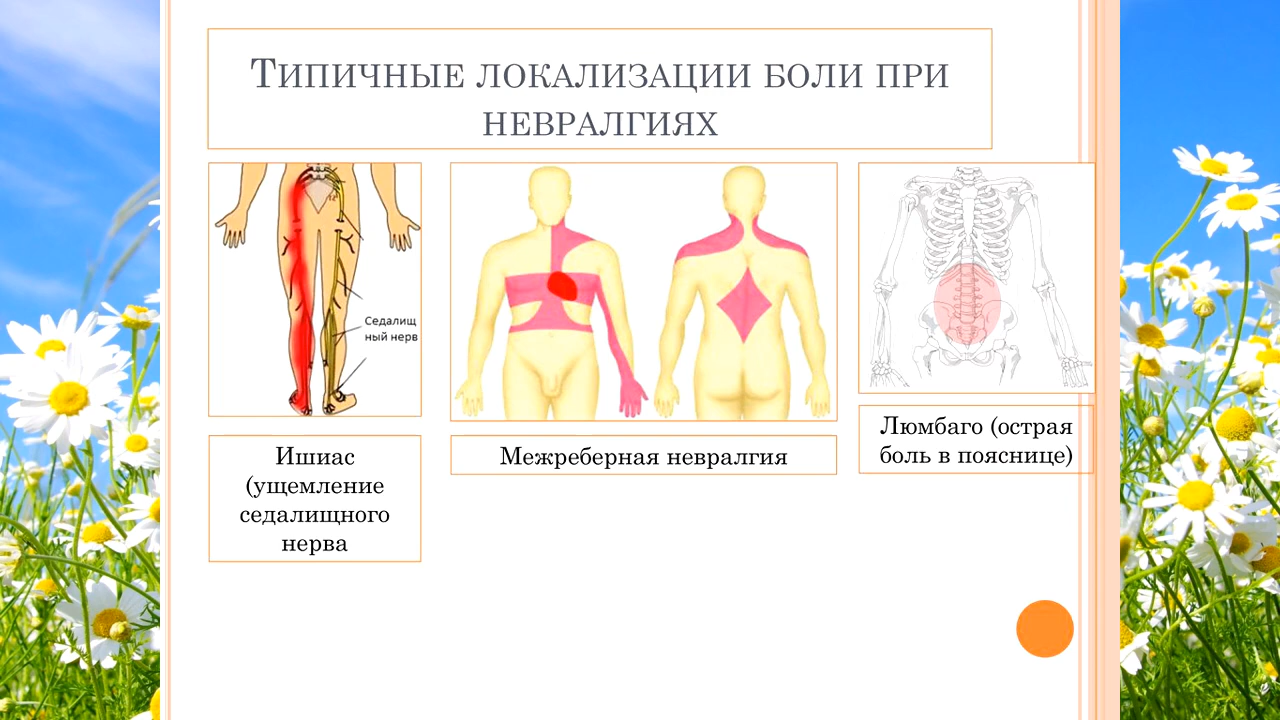 Типичные локализации боли при
невралгиях
Седалищ
ный нерв
Ишиас
(ущемление
седалищного
нерва
Межреберная невралгия
Люмбаго (острая
боль в пояснице)